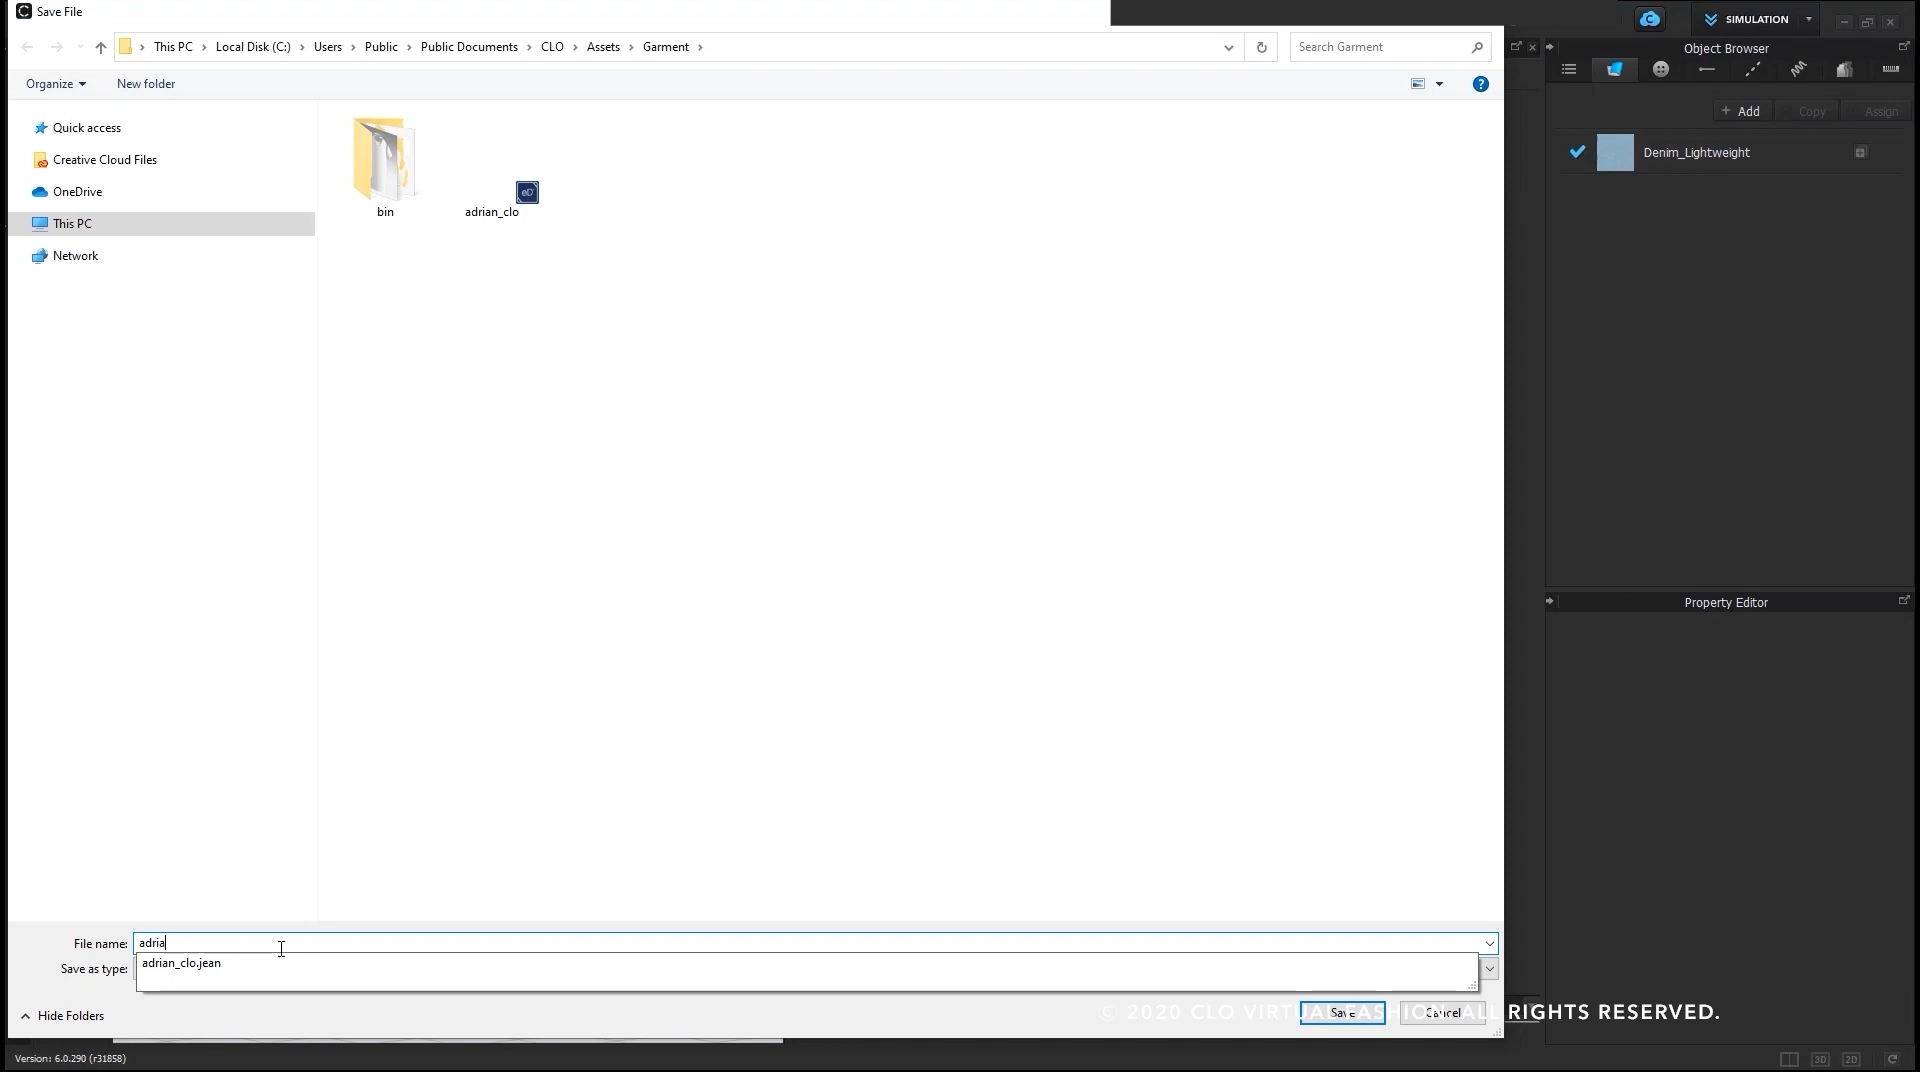 Save File
SIMULATION
This PC > Local Disk (C:) > Users > Public > Public Documents > CLO > Assets > Garment >
Search Garment
Object Browser
Organize
New folder
?
+ Add
Copy
Assign
Quick access
Creative Cloud Files
OneDrive
This PC
Network
bin
eD
adrian_clo
Denim_Lightweight
Property Editor
File name: adria
adrian_clo.jean
Save as type:
Hide Folders
Save
Cancel
© 2020 CLO VIRTUAL FASHION. ALL RIGHTS RESERVED.
Version: 6.0.290 (r31858)
3D
2D